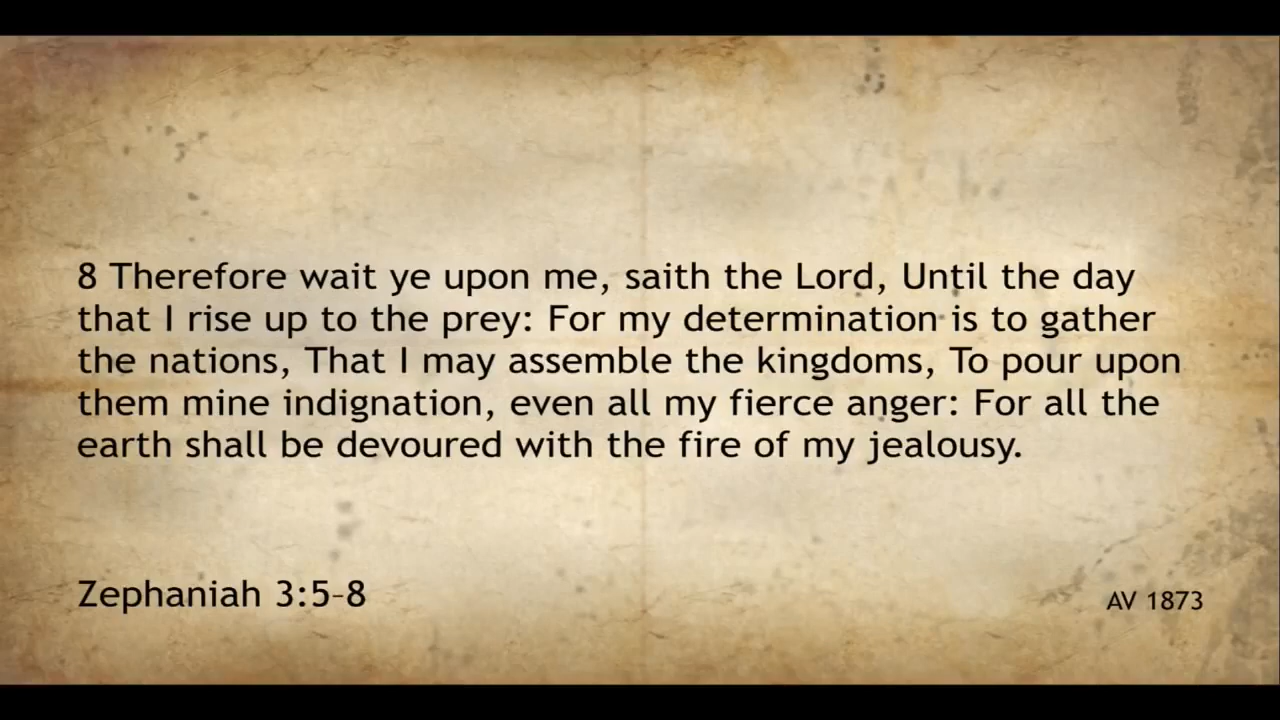 8 Therefore wait ye upon me, saith the Lord, Until the day
that I rise up to the prey: For my determination is to gather
the nations, That I may assemble the kingdoms, To pour upon
them mine indignation, even all my fierce anger: For all the
earth shall be devoured with the fire of my jealousy.
Zephaniah 3:5–8
AV 1873